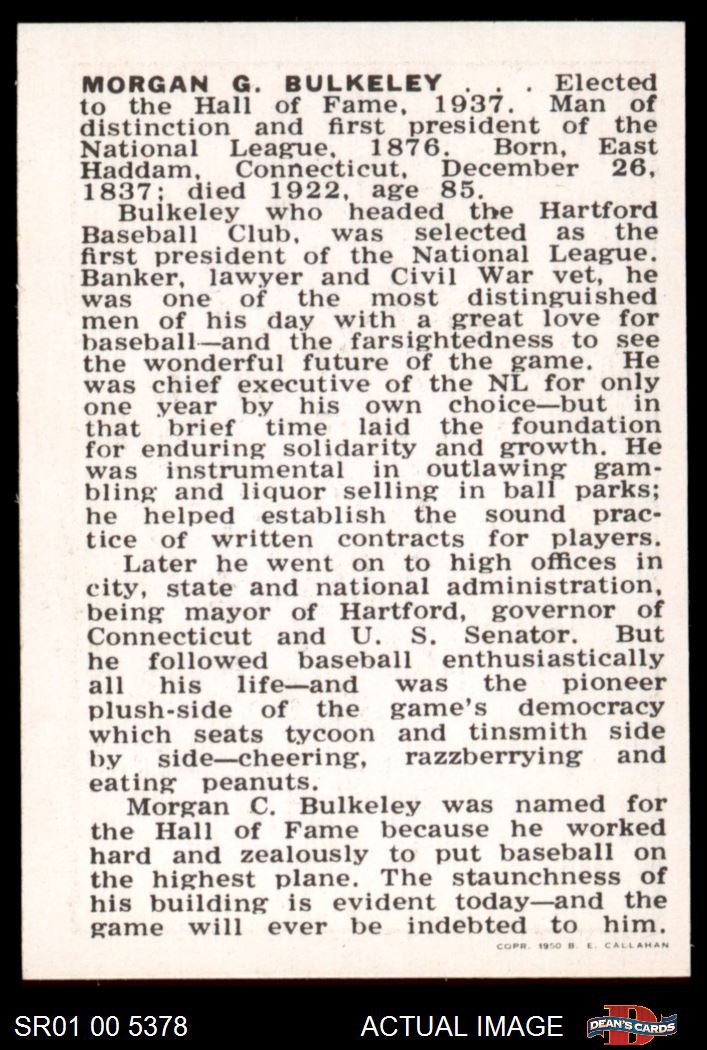 MORGAN G. BULKELEY . . . Elected
to the Hall of Fame, 1937. Man of
distinction and first president of the
National League, 1876. Born, East
Haddam, Connecticut, December 26,
1837; died 1922, age 85.
Bulkeley who headed the Hartford
Baseball Club, was selected as the
first president of the National League.
Banker, lawyer and Civil War vet, he
was one of the most distinguished
men of his day with a great love for
baseball—and the farsightedness to see
the wonderful future of the game. He
was chief executive of the NL for only
one year by his own choice—but in
that brief time laid the foundation
for enduring solidarity and growth. He
was instrumental in outlawing gam-
bling and liquor selling in ball parks;
he helped establish the sound prac-
tice of written contracts for players.
Later he went on to high offices in
city, state and national administration,
being mayor of Hartford, governor of
Connecticut and U. S. Senator. But
he followed baseball enthusiastically
all his life—and was the pioneer
plush-side of the game's democracy
which seats tycoon and tinsmith side
by side—cheering, razzberrying and
eating peanuts.
Morgan C. Bulkeley was named for
the Hall of Fame because he worked
hard and zealously to put baseball on
the highest plane. The staunchness of
his building is evident today—and the
game will ever be indebted to him.
COPR. 1950 B. E. CALLAHAN
SR01 00 5378 ACTUAL IMAGE D DEAN'S CARDS